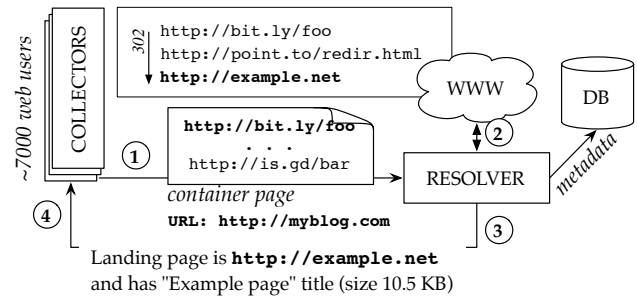 302
http://bit.ly/foo
http://point.to/redir.html
http://example.net
~7000 web users
COLLECTORS
WWW
DB
1
http://bit.ly/foo
. . .
http://is.gd/bar
2
RESOLVER
metadata
container page
URL: http://myblog.com
4
3
Landing page is http://example.net
and has "Example page" title (size 10.5 KB)